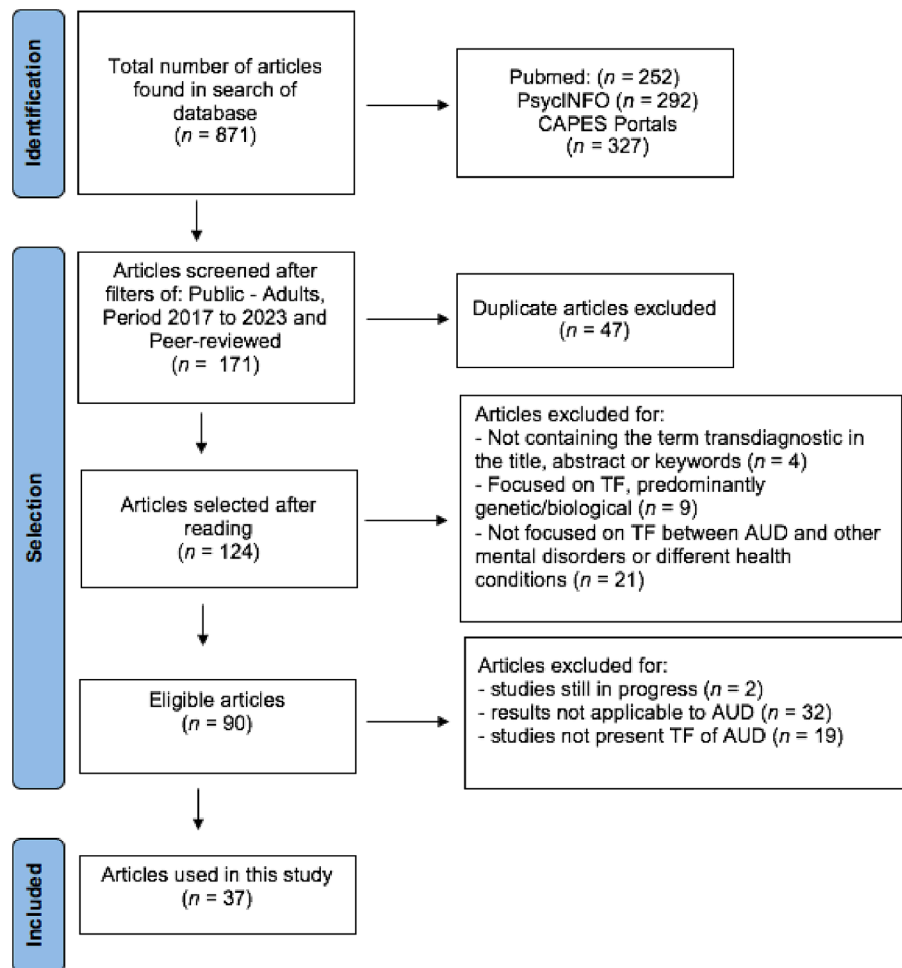 Identification
Total number of articles
found in search of
database
(n = 871)
Pubmed: (n = 252)
PsycINFO (n = 292)
CAPES Portals
(n = 327)
Selection
Articles screened after
filters of: Public - Adults,
Period 2017 to 2023 and
Peer-reviewed
(n = 171)
Duplicate articles excluded
(n = 47)
Articles selected after
reading
(n = 124)
Articles excluded for:
- Not containing the term transdiagnostic in
the title, abstract or keywords (n = 4)
- Focused on TF, predominantly
genetic/biological (n = 9)
- Not focused on TF between AUD and other
mental disorders or different health
conditions (n = 21)
Eligible articles
(n = 90)
Articles excluded for:
- studies still in progress (n = 2)
- results not applicable to AUD (n = 32)
- studies not present TF of AUD (n = 19)
Included
Articles used in this study
(n = 37)